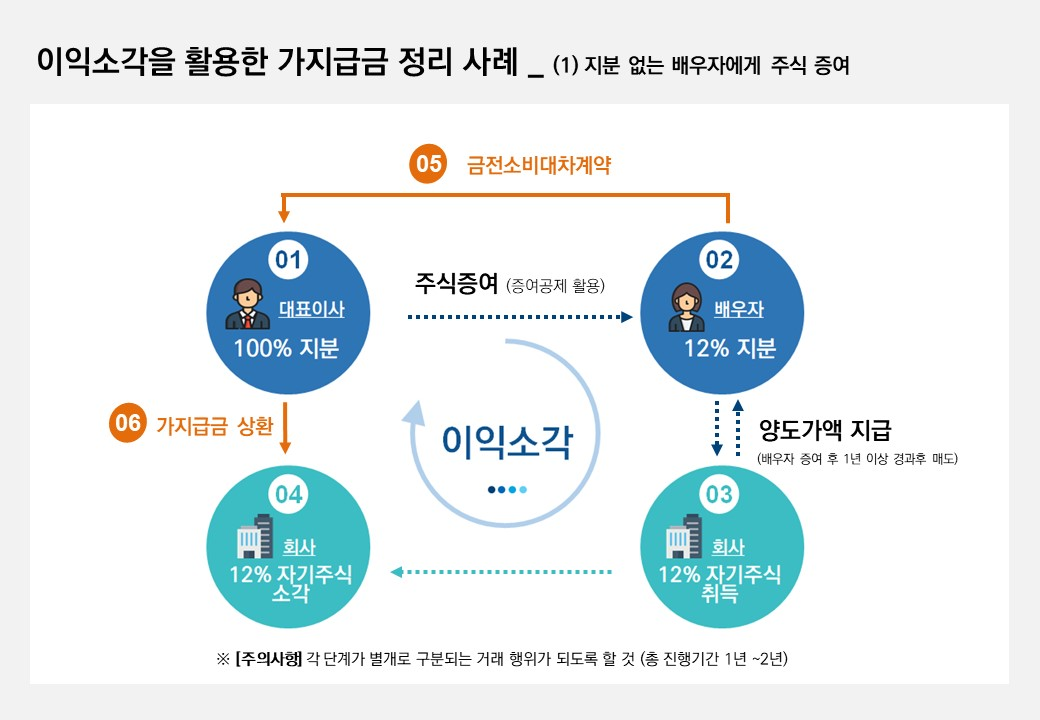 이익소각을 활용한 가지급금 정리 사례 _ (1) 지분 없는 배우자에게 주식 증여
05 금전소비대차계약
01
대표이사
100% 지분
주식증여 (증여공제 활용)
02
배우자
12% 지분
06 가지급금 상환
이익소각
양도가액 지급
(배우자 증여 후 1년 이상 경과후 매도)
04
회사
12% 자기주식
소각
03
회사
12% 자기주식
취득
※ [주의사항] 각 단계가 별개로 구분되는 거래 행위가 되도록 할 것 (총 진행기간 1년 ~2년)